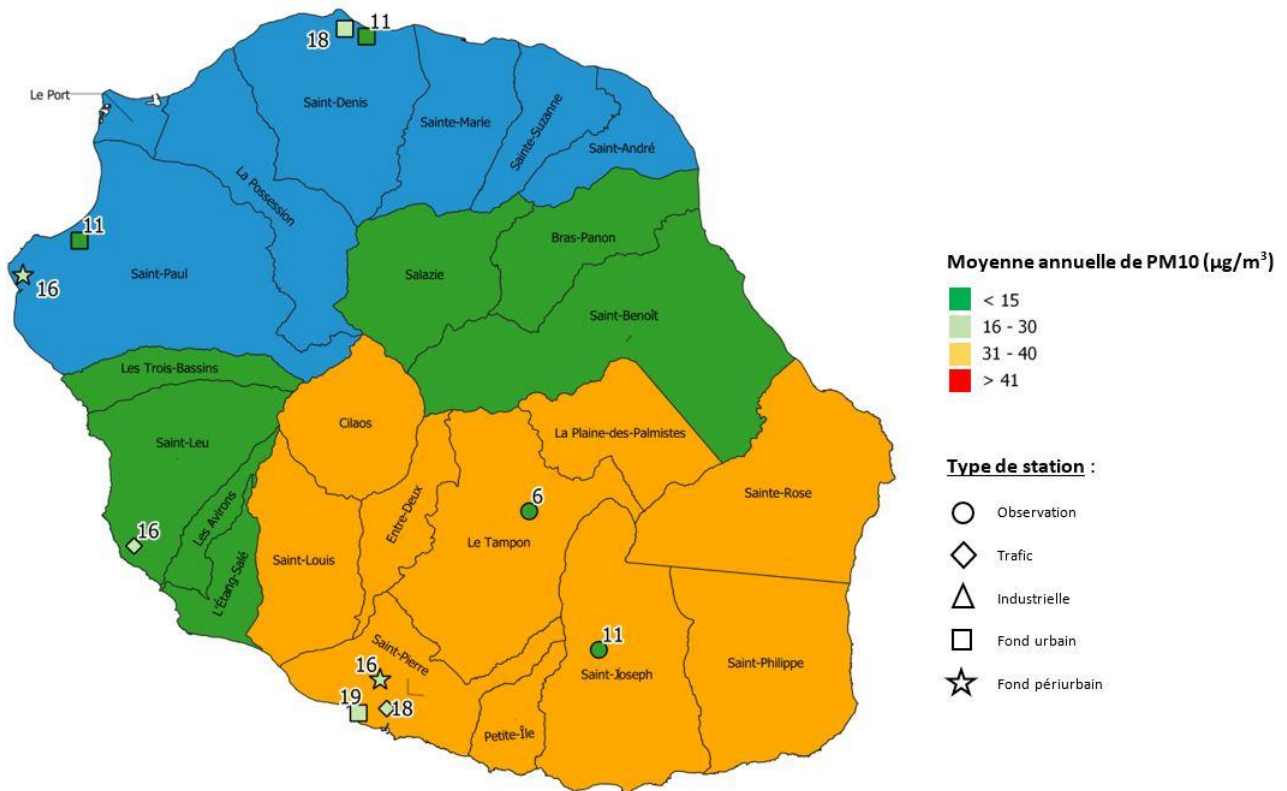 18
11
Le Port
Saint-Denis
Sainte-Marie
Sainte-Suzanne
Saint-André
La Possession
11
16
Saint-Paul
Salazie
Bras-Panon
Saint-Benoît
Les Trois-Bassins
Saint-Leu
Cilaos
La Plaine-des-Palmistes
Les Avirons
L'Étang-Salé
Entre-Deux
Sainte-Rose
16
6
Saint-Louis
Le Tampon
Saint-Pierre
11
Saint-Joseph
Saint-Philippe
16
19
18
Petite-Île
Moyenne annuelle de PM10 (µg/m³)
< 15
16 - 30
31 - 40
> 41
Type de station :
Observation
Trafic
Industrielle
Fond urbain
Fond périurbain